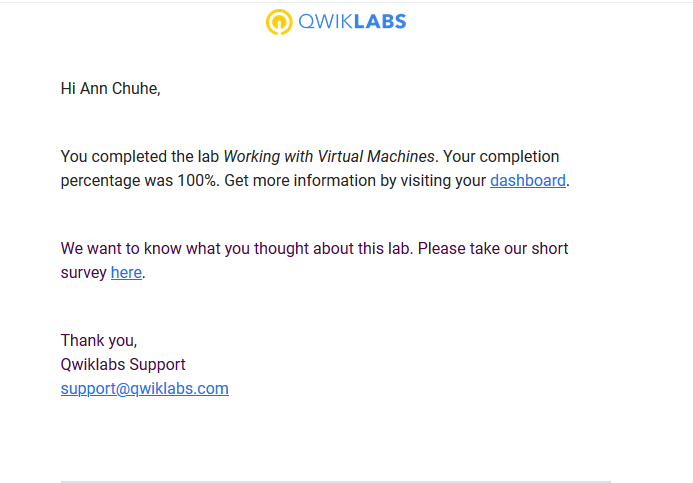 QWIKLABS
Hi Ann Chuhe,
You completed the lab Working with Virtual Machines. Your completion
percentage was 100%. Get more information by visiting your dashboard.
We want to know what you thought about this lab. Please take our short
survey here.
Thank you,
Qwiklabs Support
support@qwiklabs.com